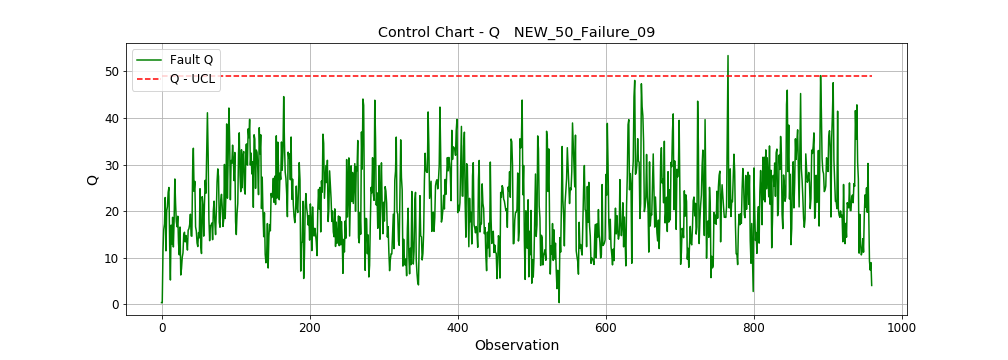 Control Chart - Q   NEW_50_Failure_09
Fault Q
Q - UCL
Q
50
40
30
20
10
0
0 200 400 600 800 1000
Observation